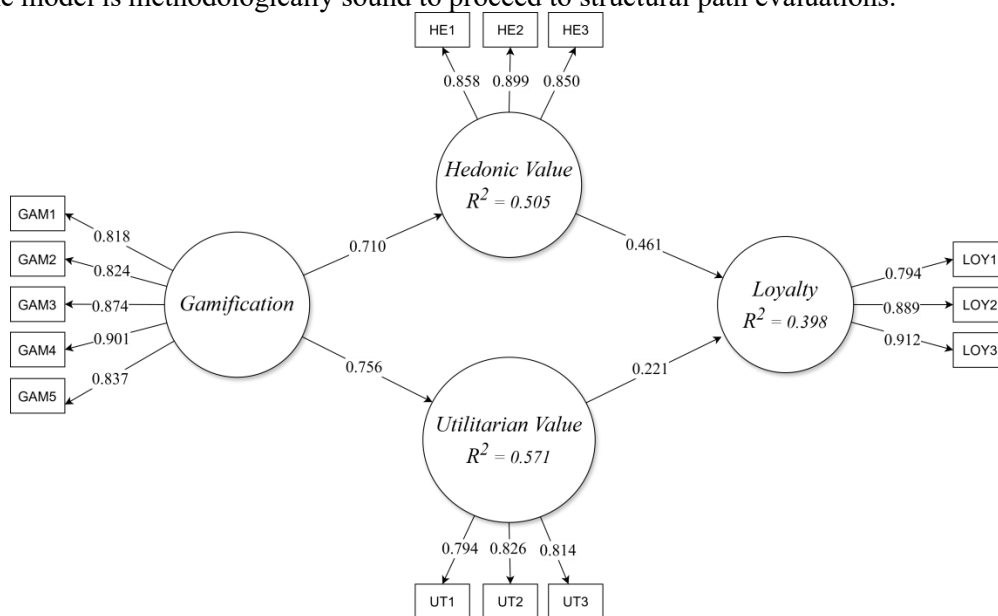 model is methodologically sound to proceed to structural path evaluations.
HE1 HE2 HE3
0.858 0.899 0.850
Hedonic Value
R² = 0.505
GAM1
GAM2
GAM3
GAM4
GAM5
0.818
0.824
0.874
0.901
0.837
Gamification
0.710
0.756
0.461
0.221
Loyalty
R² = 0.398
0.794
0.889
0.912
LOY1
LOY2
LOY3
Utilitarian Value
R² = 0.571
0.794 0.826 0.814
UT1 UT2 UT3